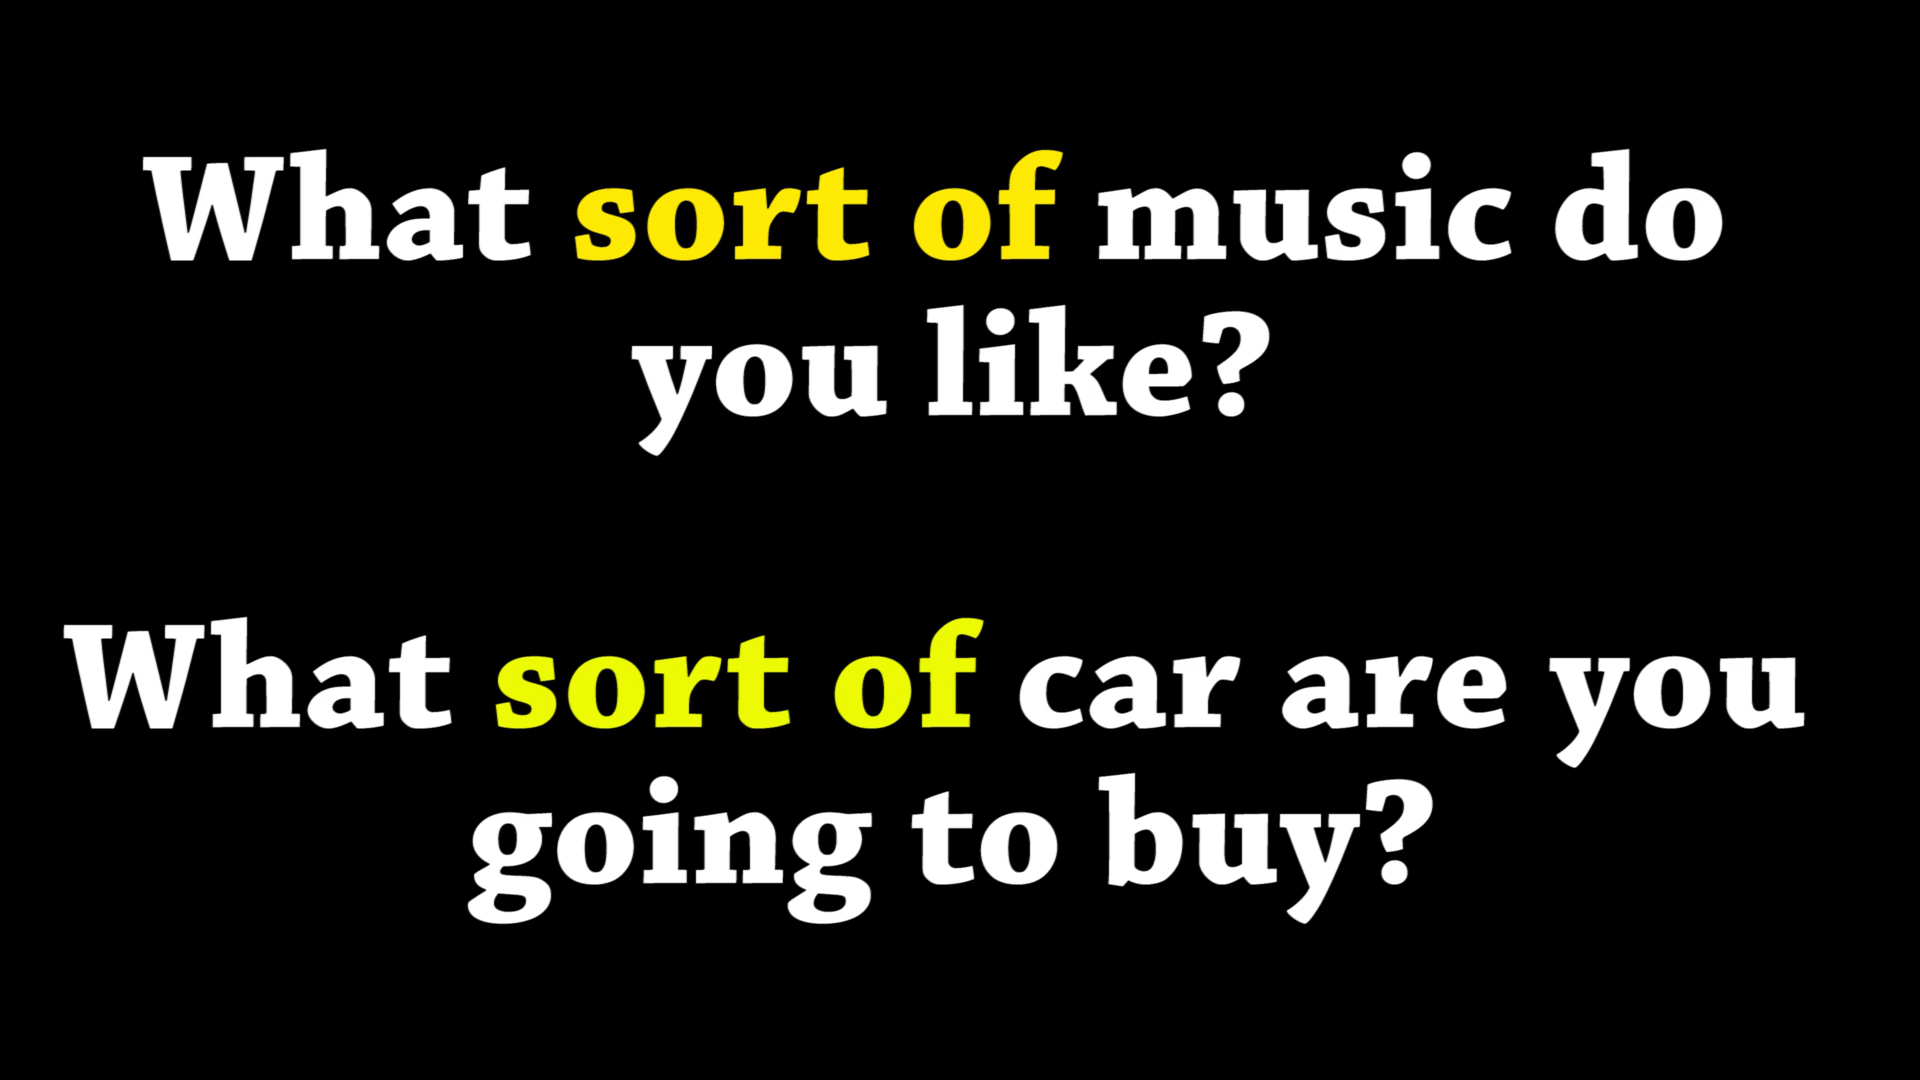 What sort of music do
you like?
What sort of car are you
going to buy?